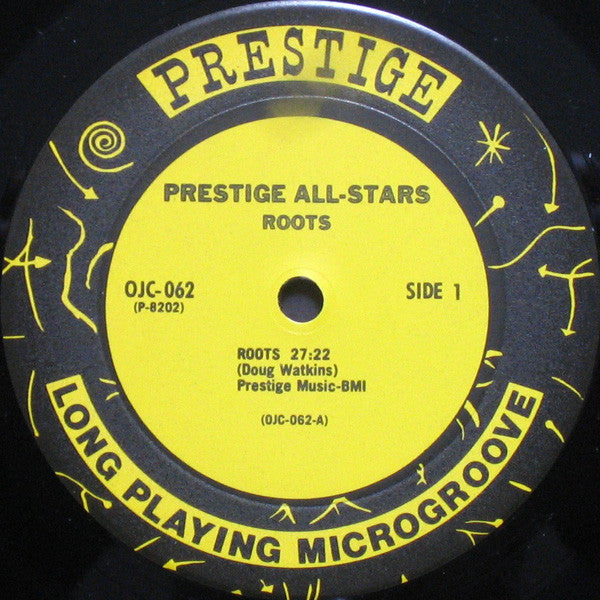 PRESTIGE
PRESTIGE ALL-STARS
ROOTS
OJC-062
(P-8202)
SIDE 1
ROOTS 27:22
(Doug Watkins)
Prestige Music-BMI
(OJC-062-A)
LONG PLAYING MICROGROOVE